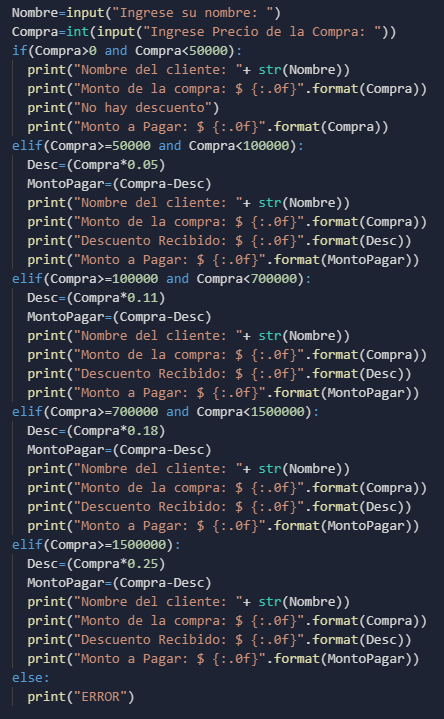 Nombre=input("Ingrese su nombre: ")
Compra=int(input("Ingrese Precio de la Compra: "))
if(Compra>0 and Compra<50000):
  print("Nombre del cliente: "+ str(Nombre))
  print("Monto de la compra: $ {:.0f}".format(Compra))
  print("No hay descuento")
  print("Monto a Pagar: $ {:.0f}".format(Compra))
elif(Compra>=50000 and Compra<100000):
  Desc=(Compra*0.05)
  MontoPagar=(Compra-Desc)
  print("Nombre del cliente: "+ str(Nombre))
  print("Monto de la compra: $ {:.0f}".format(Compra))
  print("Descuento Recibido: $ {:.0f}".format(Desc))
  print("Monto a Pagar: $ {:.0f}".format(MontoPagar))
elif(Compra>=100000 and Compra<700000):
  Desc=(Compra*0.11)
  MontoPagar=(Compra-Desc)
  print("Nombre del cliente: "+ str(Nombre))
  print("Monto de la compra: $ {:.0f}".format(Compra))
  print("Descuento Recibido: $ {:.0f}".format(Desc))
  print("Monto a Pagar: $ {:.0f}".format(MontoPagar))
elif(Compra>=700000 and Compra<1500000):
  Desc=(Compra*0.18)
  MontoPagar=(Compra-Desc)
  print("Nombre del cliente: "+ str(Nombre))
  print("Monto de la compra: $ {:.0f}".format(Compra))
  print("Descuento Recibido: $ {:.0f}".format(Desc))
  print("Monto a Pagar: $ {:.0f}".format(MontoPagar))
elif(Compra>=1500000):
  Desc=(Compra*0.25)
  MontoPagar=(Compra-Desc)
  print("Nombre del cliente: "+ str(Nombre))
  print("Monto de la compra: $ {:.0f}".format(Compra))
  print("Descuento Recibido: $ {:.0f}".format(Desc))
  print("Monto a Pagar: $ {:.0f}".format(MontoPagar))
else:
  print("ERROR")